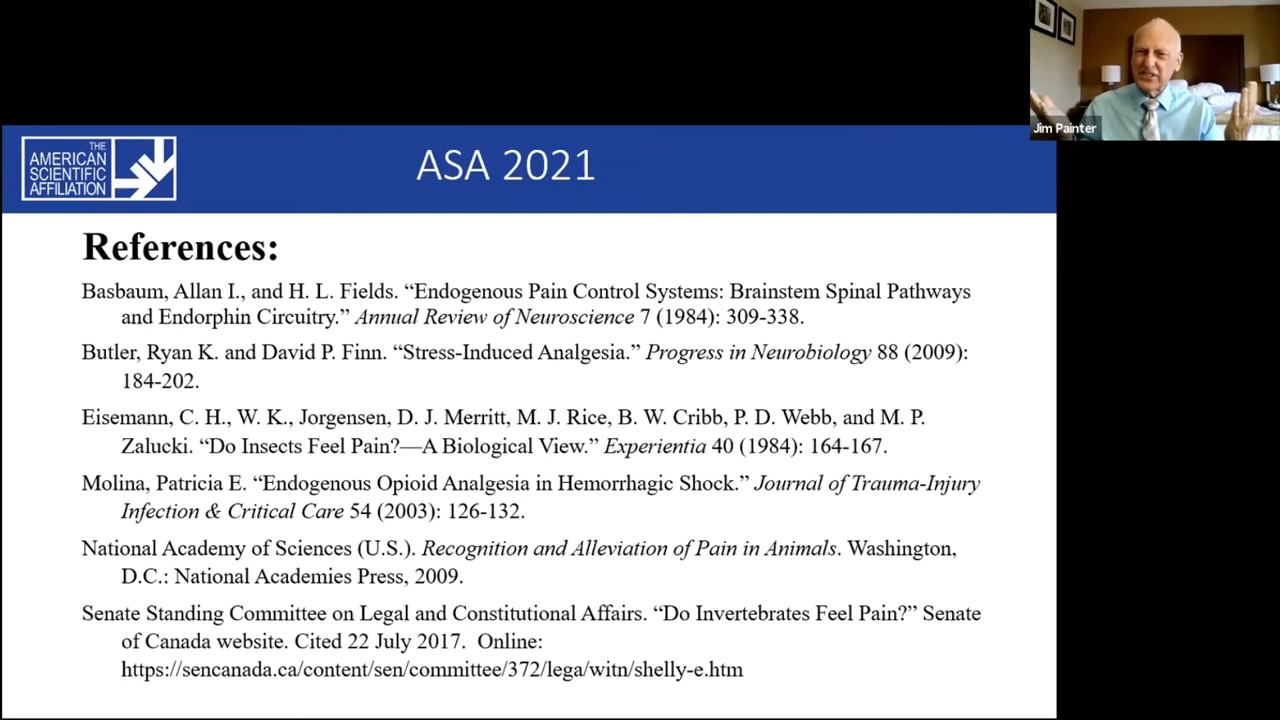 Jim Painter
THE
AMERICAN
SCIENTIFIC
AFFILIATION
ASA 2021
References:
Basbaum, Allan I., and H. L. Fields. “Endogenous Pain Control Systems: Brainstem Spinal Pathways
and Endorphin Circuitry.” Annual Review of Neuroscience 7 (1984): 309-338.
Butler, Ryan K. and David P. Finn. “Stress-Induced Analgesia.” Progress in Neurobiology 88 (2009):
184-202.
Eisemann, C. H., W. K., Jorgensen, D. J. Merritt, M. J. Rice, B. W. Cribb, P. D. Webb, and M. P.
Zalucki. “Do Insects Feel Pain?—A Biological View.” Experientia 40 (1984): 164-167.
Molina, Patricia E. “Endogenous Opioid Analgesia in Hemorrhagic Shock.” Journal of Trauma-Injury
Infection & Critical Care 54 (2003): 126-132.
National Academy of Sciences (U.S.). Recognition and Alleviation of Pain in Animals. Washington,
D.C.: National Academies Press, 2009.
Senate Standing Committee on Legal and Constitutional Affairs. “Do Invertebrates Feel Pain?” Senate
of Canada website. Cited 22 July 2017.  Online:
https://sencanada.ca/content/sen/committee/372/lega/witn/shelly-e.htm